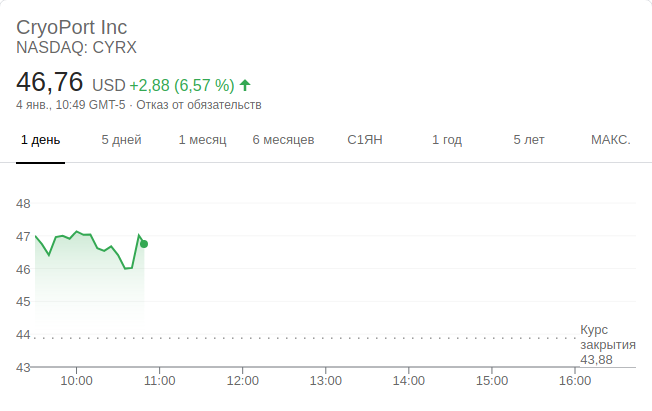 CryoPort Inc
NASDAQ: CYRX
46,76 USD +2,88 (6,57 %)
4 янв., 10:49 GMT-5 · Отказ от обязательств
1 день 5 дней 1 месяц 6 месяцев С1ЯН 1 год 5 лет МАКС.
48
47
46
45
44
Курс
закрытия
43,88
43
10:00 11:00 12:00 13:00 14:00 15:00 16:00